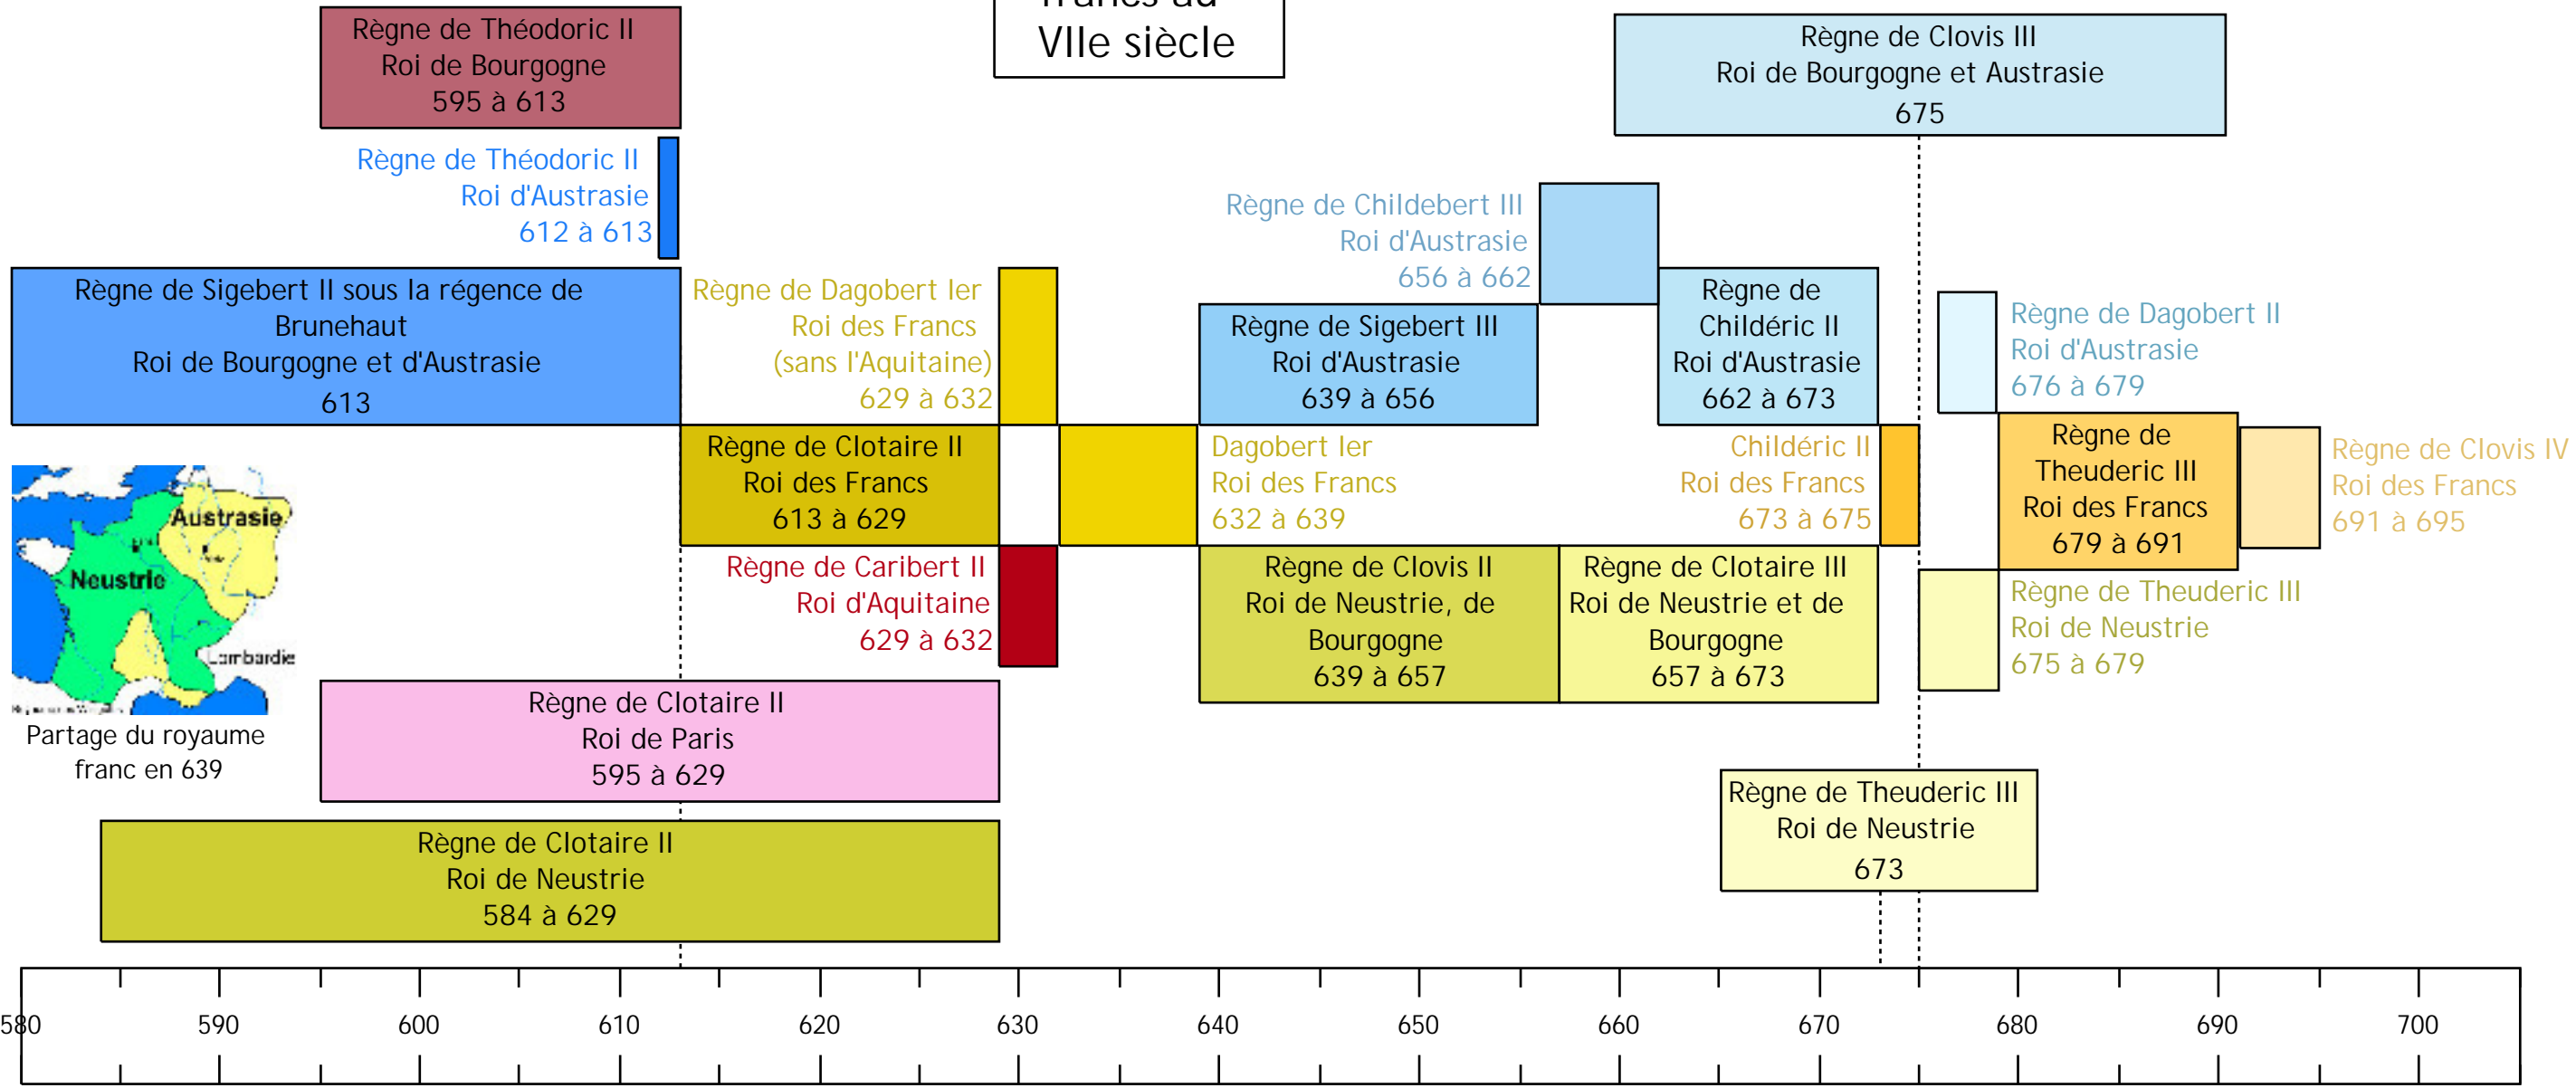 VIIe siècle
Règne de Théodoric II
Roi de Bourgogne
595 à 613
Règne de Clovis III
Roi de Bourgogne et Austrasie
675
Règne de Théodoric II
Roi d'Austrasie
612 à 613
Règne de Childebert III
Roi d'Austrasie
656 à 662
Règne de Sigebert II sous la régence de
Brunehaut
Roi de Bourgogne et d'Austrasie
613
Règne de Dagobert Ier
Roi des Francs
(sans l'Aquitaine)
629 à 632
Règne de Sigebert III
Roi d'Austrasie
639 à 656
Règne de
Childéric II
Roi d'Austrasie
662 à 673
Règne de Dagobert II
Roi d'Austrasie
676 à 679
Règne de Clotaire II
Roi des Francs
613 à 629
Dagobert Ier
Roi des Francs
632 à 639
Childéric II
Roi des Francs
673 à 675
Règne de
Theuderic III
Roi des Francs
679 à 691
Règne de Clovis IV
Roi des Francs
691 à 695
Austrasie
Neustrie
Lombardie
Partage du royaume
franc en 639
Règne de Caribert II
Roi d'Aquitaine
629 à 632
Règne de Clovis II
Roi de Neustrie, de
Bourgogne
639 à 657
Règne de Clotaire III
Roi de Neustrie et de
Bourgogne
657 à 673
Règne de Theuderic III
Roi de Neustrie
675 à 679
Règne de Clotaire II
Roi de Paris
595 à 629
Règne de Theuderic III
Roi de Neustrie
673
Règne de Clotaire II
Roi de Neustrie
584 à 629
580 590 600 610 620 630 640 650 660 670 680 690 700